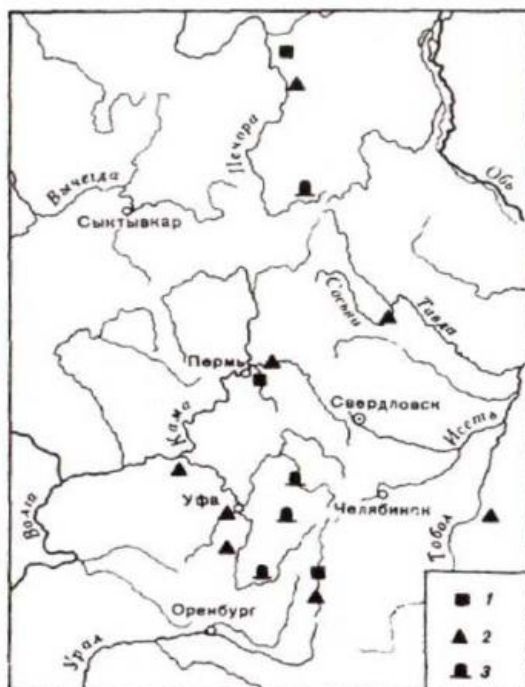 Печора
Обь
Вычегда
Сыктывкар
Сосьва
Тавда
Пермь
Свердловск
Кама
Исеть
Волга
Уфа
Челябинск
Тобол
Оренбург
Урал
1
2
3